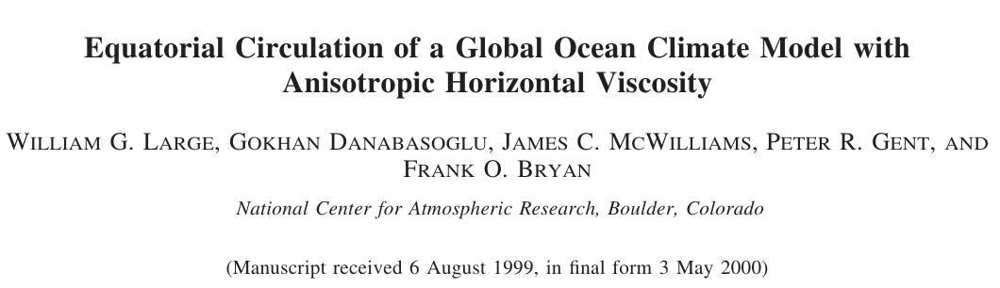 Equatorial Circulation of a Global Ocean Climate Model with
Anisotropic Horizontal Viscosity
WILLIAM G. LARGE, GOKHAN DANABASOGLU, JAMES C. MCWILLIAMS, PETER R. GENT, AND
FRANK O. BRYAN
National Center for Atmospheric Research, Boulder, Colorado
(Manuscript received 6 August 1999, in final form 3 May 2000)